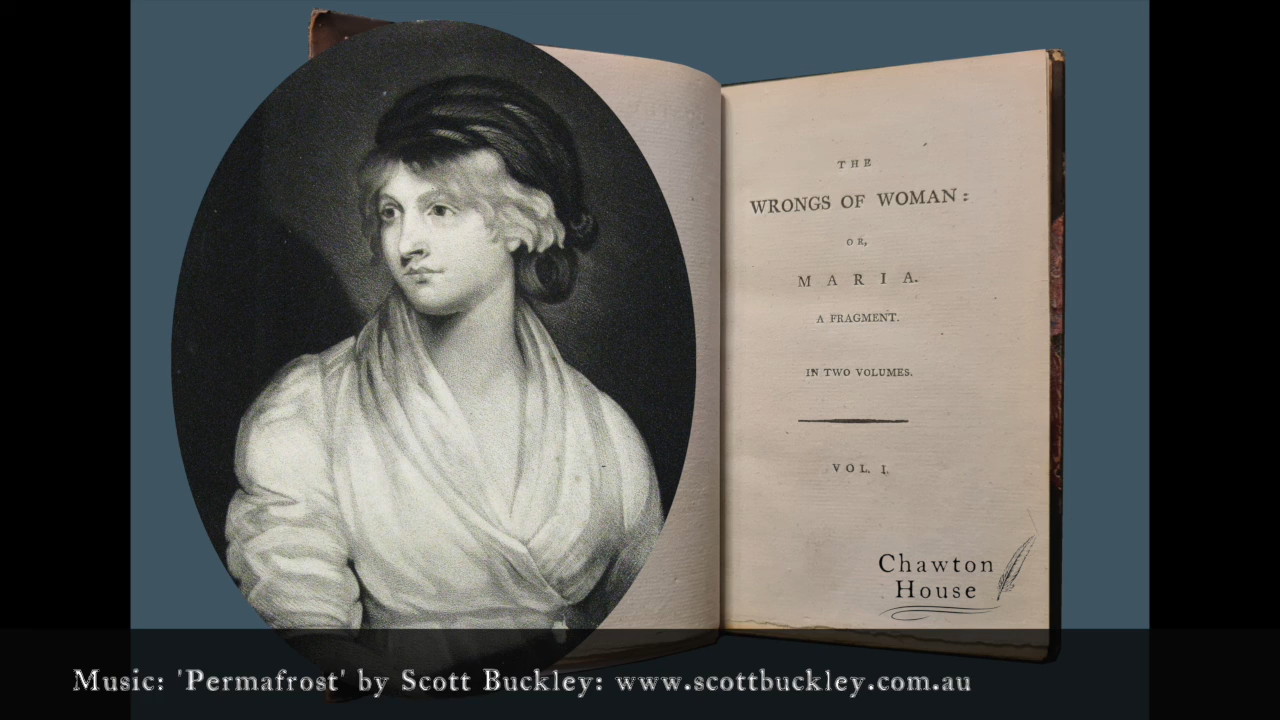 THE
WRONGS OF WOMAN:
OR,
MARIA.
A FRAGMENT.
IN TWO VOLUMES.
VOL. I.
Chawton
House
Music: 'Permafrost' by Scott Buckley: www.scottbuckley.com.au